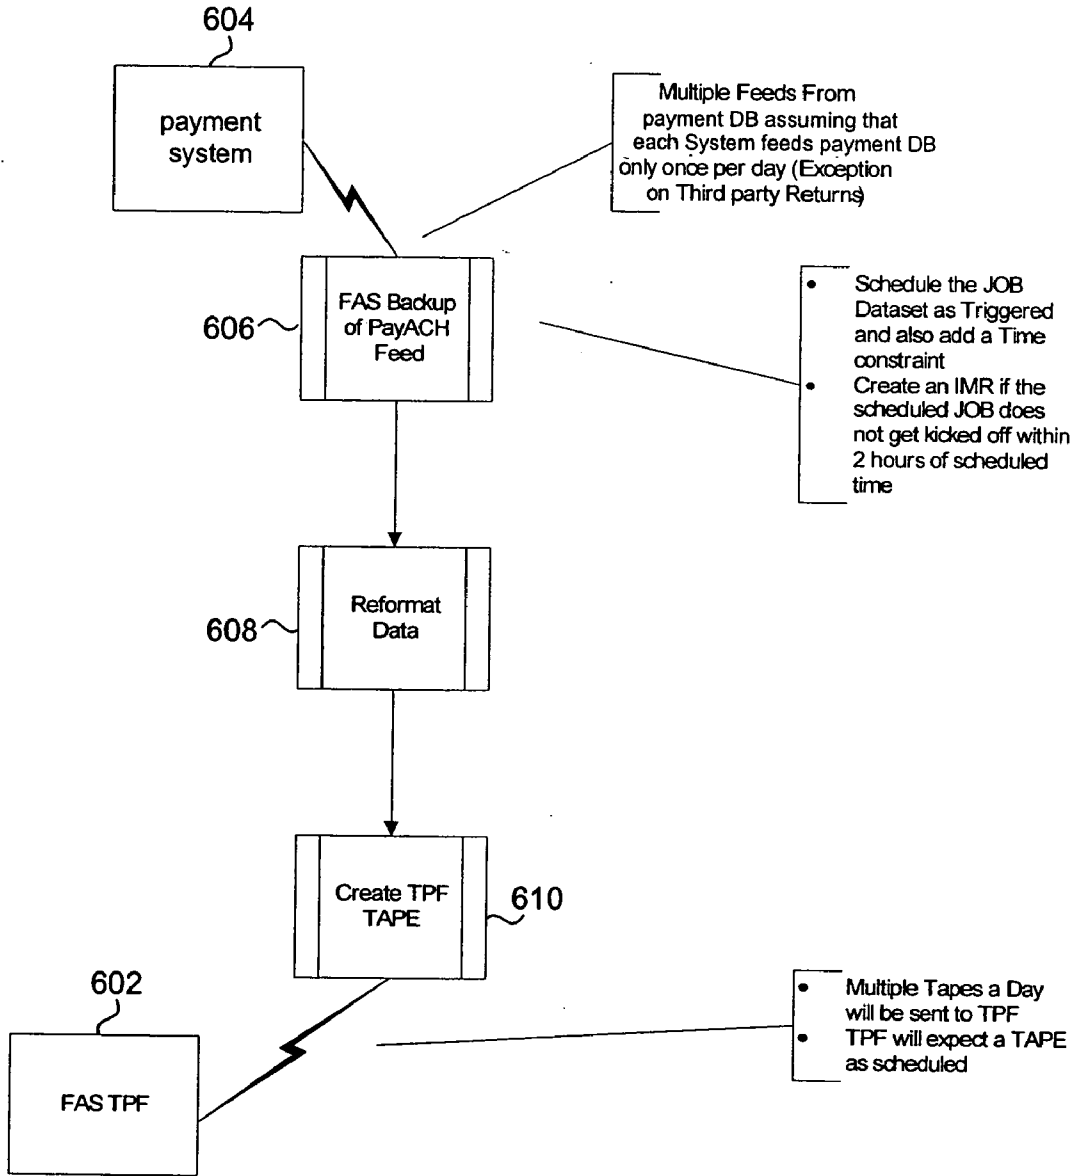 604
payment
system
Multiple Feeds From
payment DB assuming that
each System feeds payment DB
only once per day (Exception
on Third party Returns)
606
FAS Backup
of PayACH
Feed
• Schedule the JOB
Dataset as Triggered
and also add a Time
constraint
• Create an IMR if the
scheduled JOB does
not get kicked off within
2 hours of scheduled
time
608
Reformat
Data
Create TPF
TAPE
610
602
FAS TPF
• Multiple Tapes a Day
will be sent to TPF
• TPF will expect a TAPE
as scheduled